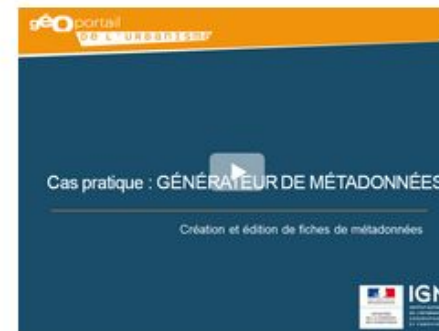 géoportail
DE L'URBANISME
Cas pratique : GÉNÉRATEUR DE MÉTADONNÉES
Création et édition de fiches de métadonnées
IGN